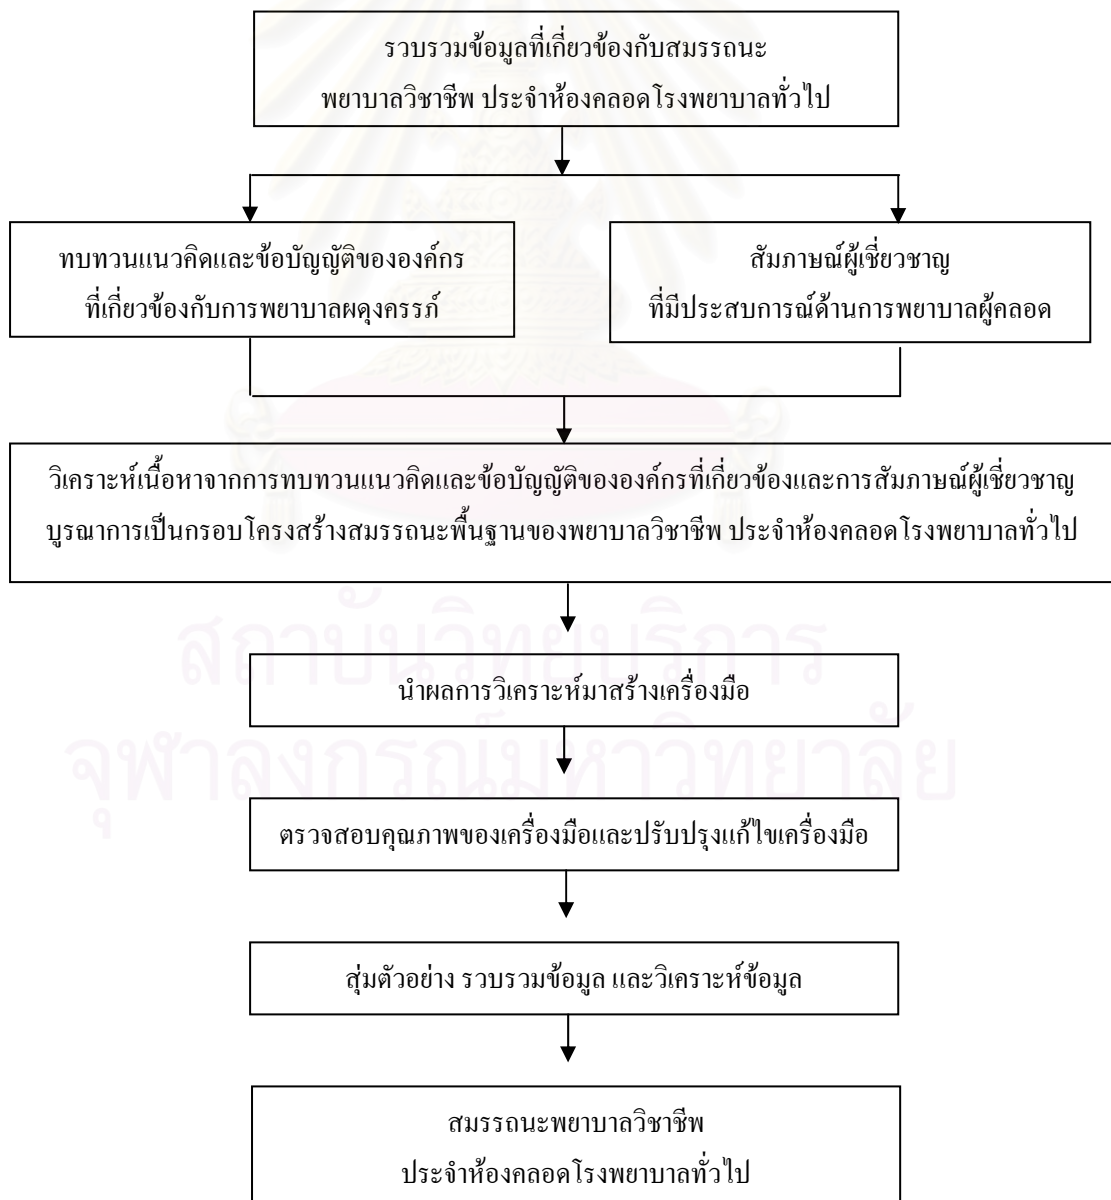 รวบรวมข้อมูลที่เกี่ยวข้องกับสมรรถนะ
พยาบาลวิชาชีพ ประจำห้องคลอดโรงพยาบาลทั่วไป
ทบทวนแนวคิดและข้อบัญญัติขององค์กร
ที่เกี่ยวข้องกับการพยาบาลผดุงครรภ์
สัมภาษณ์ผู้เชี่ยวชาญ
ที่มีประสบการณ์ด้านการพยาบาลผู้คลอด
วิเคราะห์เนื้อหาจากการทบทวนแนวคิดและข้อบัญญัติขององค์กรที่เกี่ยวข้องและการสัมภาษณ์ผู้เชี่ยวชาญ
บูรณาการเป็นกรอบโครงสร้างสมรรถนะพื้นฐานของพยาบาลวิชาชีพ ประจำห้องคลอดโรงพยาบาลทั่วไป
สถาบันวิทยบริการ
นำผลการวิเคราะห์มาสร้างเครื่องมือ
จุฬาลงกรณ์มหาวิทยาลัย
ตรวจสอบคุณภาพของเครื่องมือและปรับปรุงแก้ไขเครื่องมือ
สุ่มตัวอย่าง รวบรวมข้อมูล และวิเคราะห์ข้อมูล
สมรรถนะพยาบาลวิชาชีพ
ประจำห้องคลอดโรงพยาบาลทั่วไป